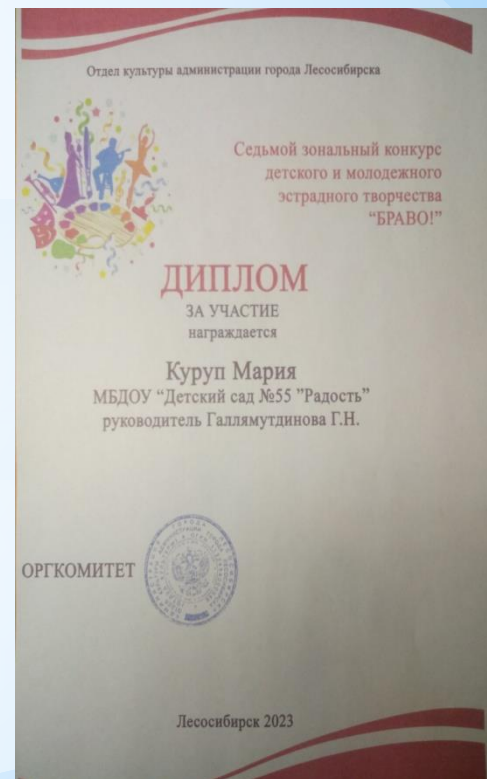 Отдел культуры администрации города Лесосибирска
Седьмой зональный конкурс
детского и молодежного
эстрадного творчества
“БРАВО!”
ДИПЛОМ
ЗА УЧАСТИЕ
награждается
Куруп Мария
МБДОУ “Детский сад №55 ”Радость”
руководитель Галлямутдинова Г.Н.
ОРГКОМИТЕТ
Лесосибирск 2023